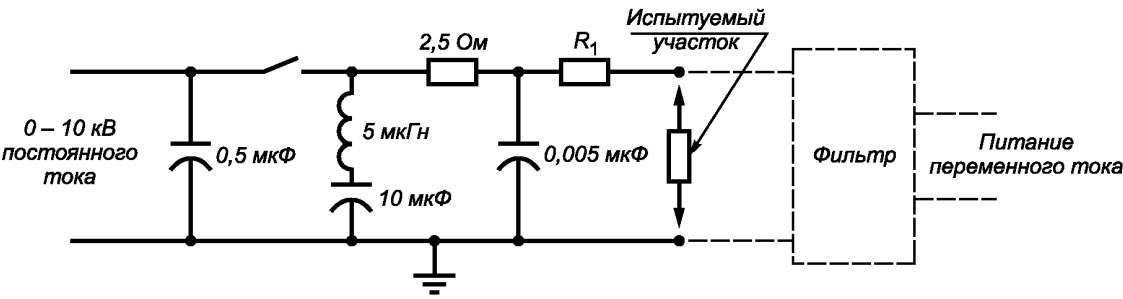 Испытуемый
участок
2,5 Ом
R1
0 – 10 кВ
постоянного
тока
0,5 мкФ
5 мкГн
10 мкФ
0,005 мкФ
Фильтр
Питание
переменного тока